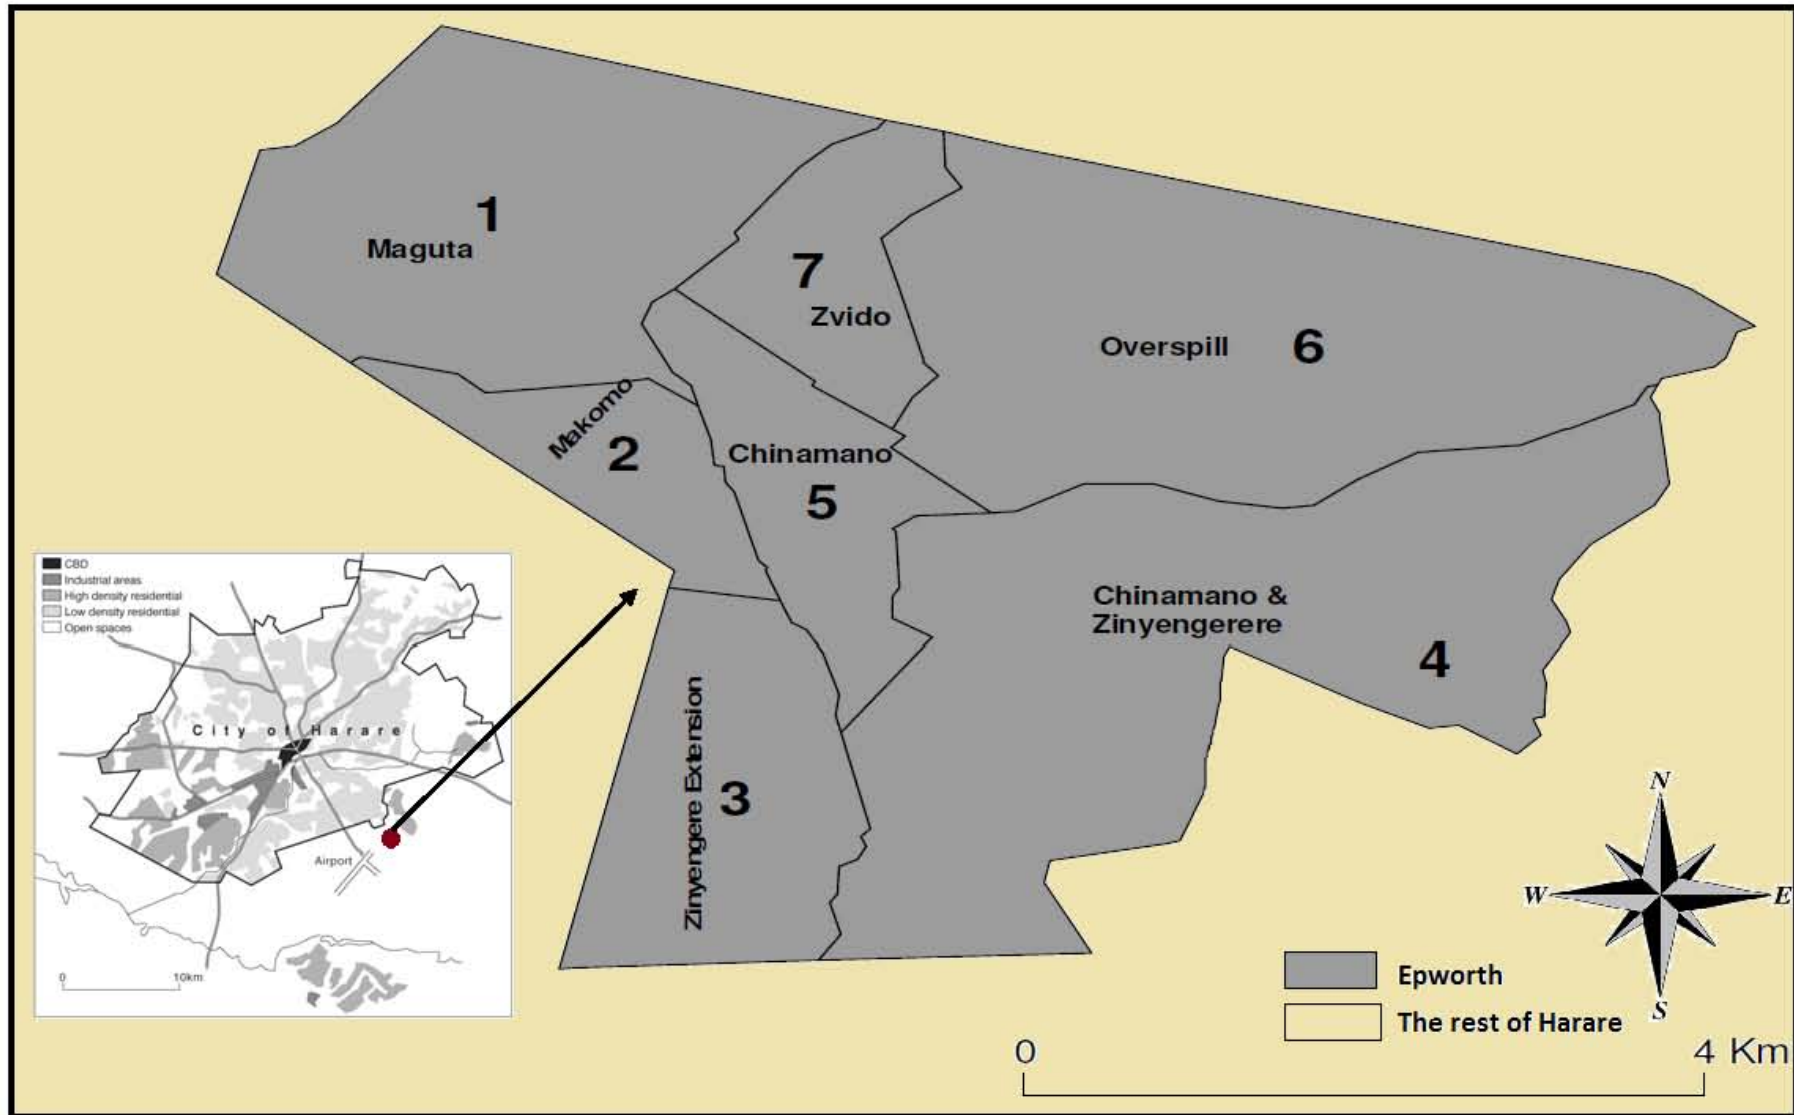 1
Maguta
7
Zvido
Overspill 6
Makomo
2
Chinamano
5
Chinamano &
Zinyengerere
4
Zinyengere Extension
3
CBD
Industrial areas
High density residential
Low density residential
Open spaces
City of Harare
Airport
0 10km
N
W E
S
Epworth
The rest of Harare
0 4 Km